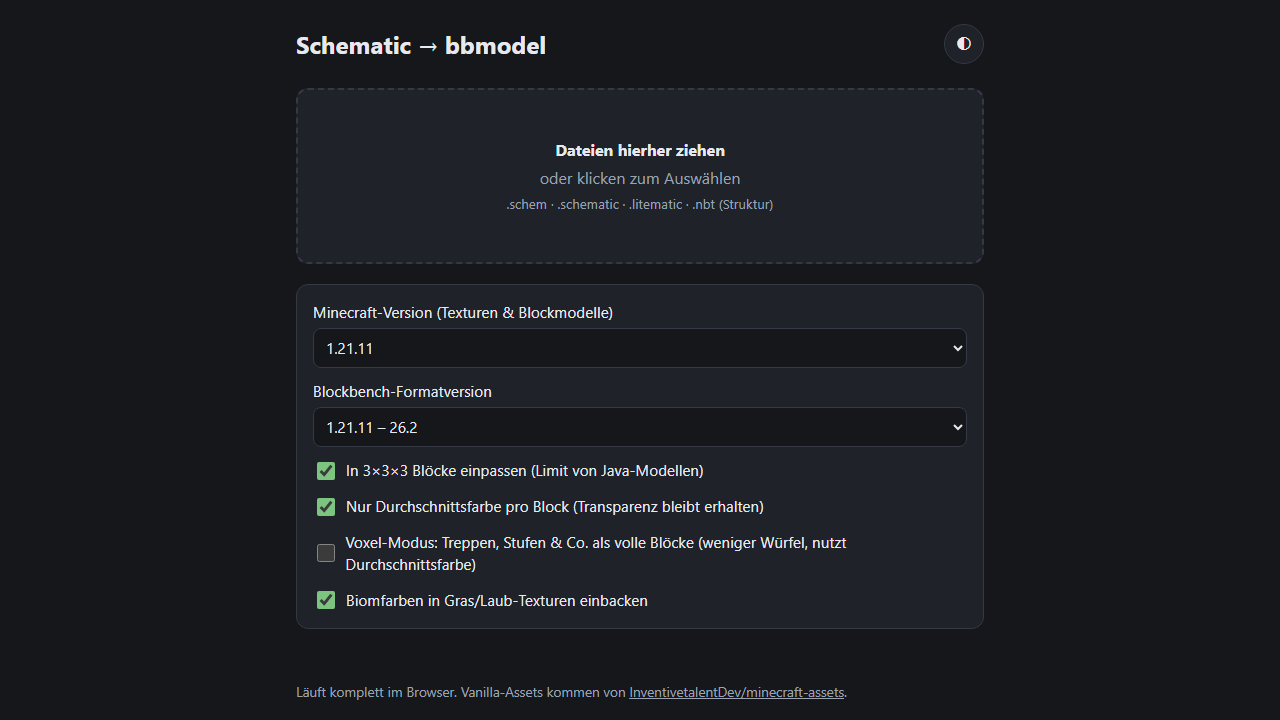 Schematic → bbmodel
Dateien hierher ziehen
oder klicken zum Auswählen
.schem · .schematic · .litematic · .nbt (Struktur)
Minecraft-Version (Texturen & Blockmodelle)
1.21.11
Blockbench-Formatversion
1.21.11 – 26.2
In 3×3×3 Blöcke einpassen (Limit von Java-Modellen)
Nur Durchschnittsfarbe pro Block (Transparenz bleibt erhalten)
Voxel-Modus: Treppen, Stufen & Co. als volle Blöcke (weniger Würfel, nutzt
Durchschnittsfarbe)
Biomfarben in Gras/Laub-Texturen einbacken
Läuft komplett im Browser. Vanilla-Assets kommen von InventivetalentDev/minecraft-assets.